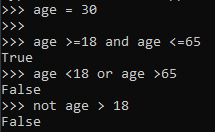 >>> age = 30
>>>
>>> age >=18 and age <=65
True
>>> age <18 or age >65
False
>>> not age > 18
False